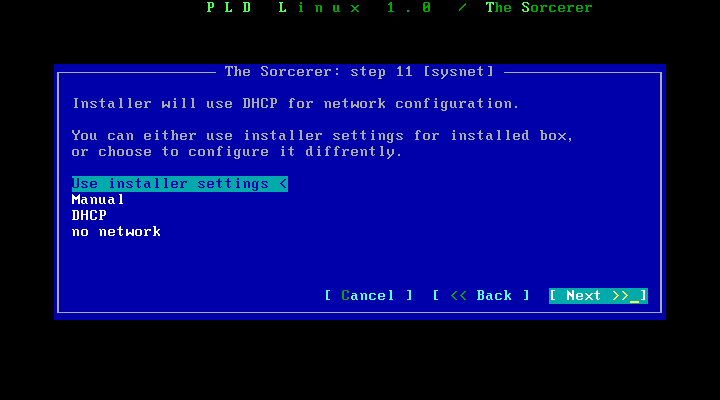 P L D  L i n u x  1 . 0  /  The Sorcerer
The Sorcerer: step 11 [sysnet]
Installer will use DHCP for network configuration.
You can either use installer settings for installed box,
or choose to configure it diffrently.
Use installer settings <
Manual
DHCP
no network
[ Cancel ]  [ << Back ]  [ Next >>_]